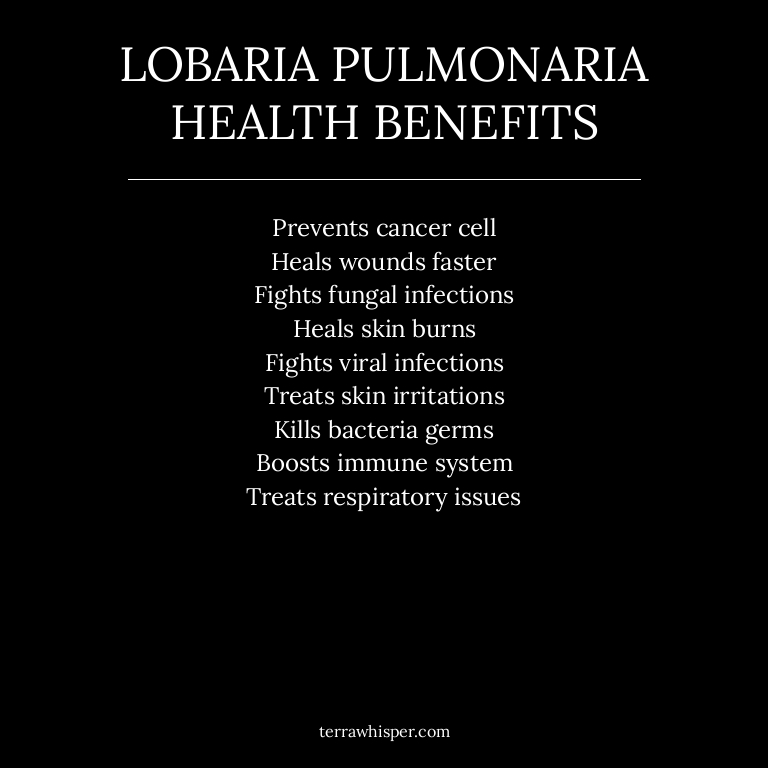 LOBARIA PULMONARIA
HEALTH BENEFITS
Prevents cancer cell
Heals wounds faster
Fights fungal infections
Heals skin burns
Fights viral infections
Treats skin irritations
Kills bacteria germs
Boosts immune system
Treats respiratory issues
terrawhisper.com